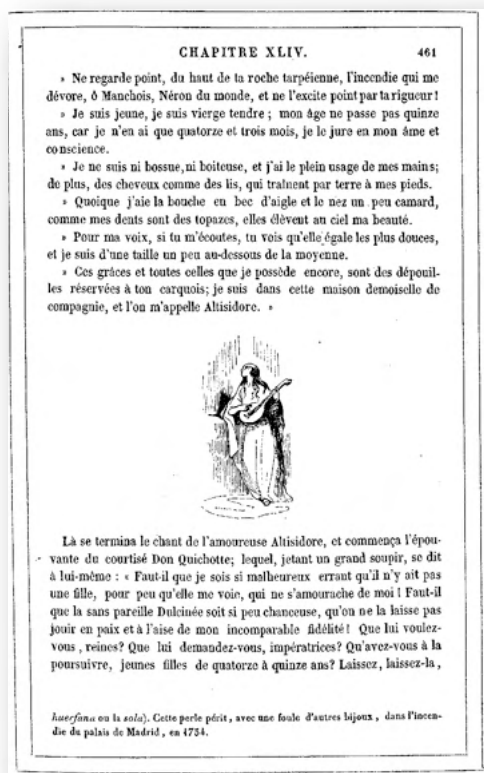 CHAPITRE XLIV. 461
» Ne regarde point, du haut de ta roche tarpéienne, l'incendie qui me
dévore, ô Manchois, Néron du monde, et ne l'excite point par ta rigueur!
» Je suis jeune, je suis vierge tendre ; mon âge ne passe pas quinze
ans, car je n'en ai que quatorze et trois mois, je le jure en mon âme et
conscience.
» Je ne suis ni bossue, ni boiteuse, et j'ai le plein usage de mes mains;
de plus, des cheveux comme des lis, qui traînent par terre à mes pieds.
» Quoique j'aie la bouche en bec d'aigle et le nez un peu camard,
comme mes dents sont des topazes, elles élèvent au ciel ma beauté.
» Pour ma voix, si tu m'écoutes, tu vois qu'elle égale les plus douces,
et je suis d'une taille un peu au-dessous de la moyenne.
» Ces grâces et toutes celles que je possède encore, sont des dépouil-
les réservées à ton carquois; je suis dans cette maison demoiselle de
compagnie, et l'on m'appelle Altisidore. »
Là se termina le chant de l'amoureuse Altisidore, et commença l'épou-
vante du courtisé Don Quichotte; lequel, jetant un grand soupir, se dit
à lui-même : « Faut-il que je sois si malheureux errant qu'il n'y ait pas
une fille, pour peu qu'elle me voie, qui ne s'amourache de moi ! Faut-il
que la sans pareille Dulcinée soit si peu chanceuse, qu'on ne la laisse pas
jouir en paix et à l'aise de mon incomparable fidélité! Que lui voulez-
vous , reines? Que lui demandez-vous, impératrices? Qu'avez-vous à la
poursuivre, jeunes filles de quatorze à quinze ans? Laissez, laissez-la ,
huerfana ou la sola). Cette perle périt, avec une foule d'autres bijoux , dans l'incen-
die du palais de Madrid , en 1734.